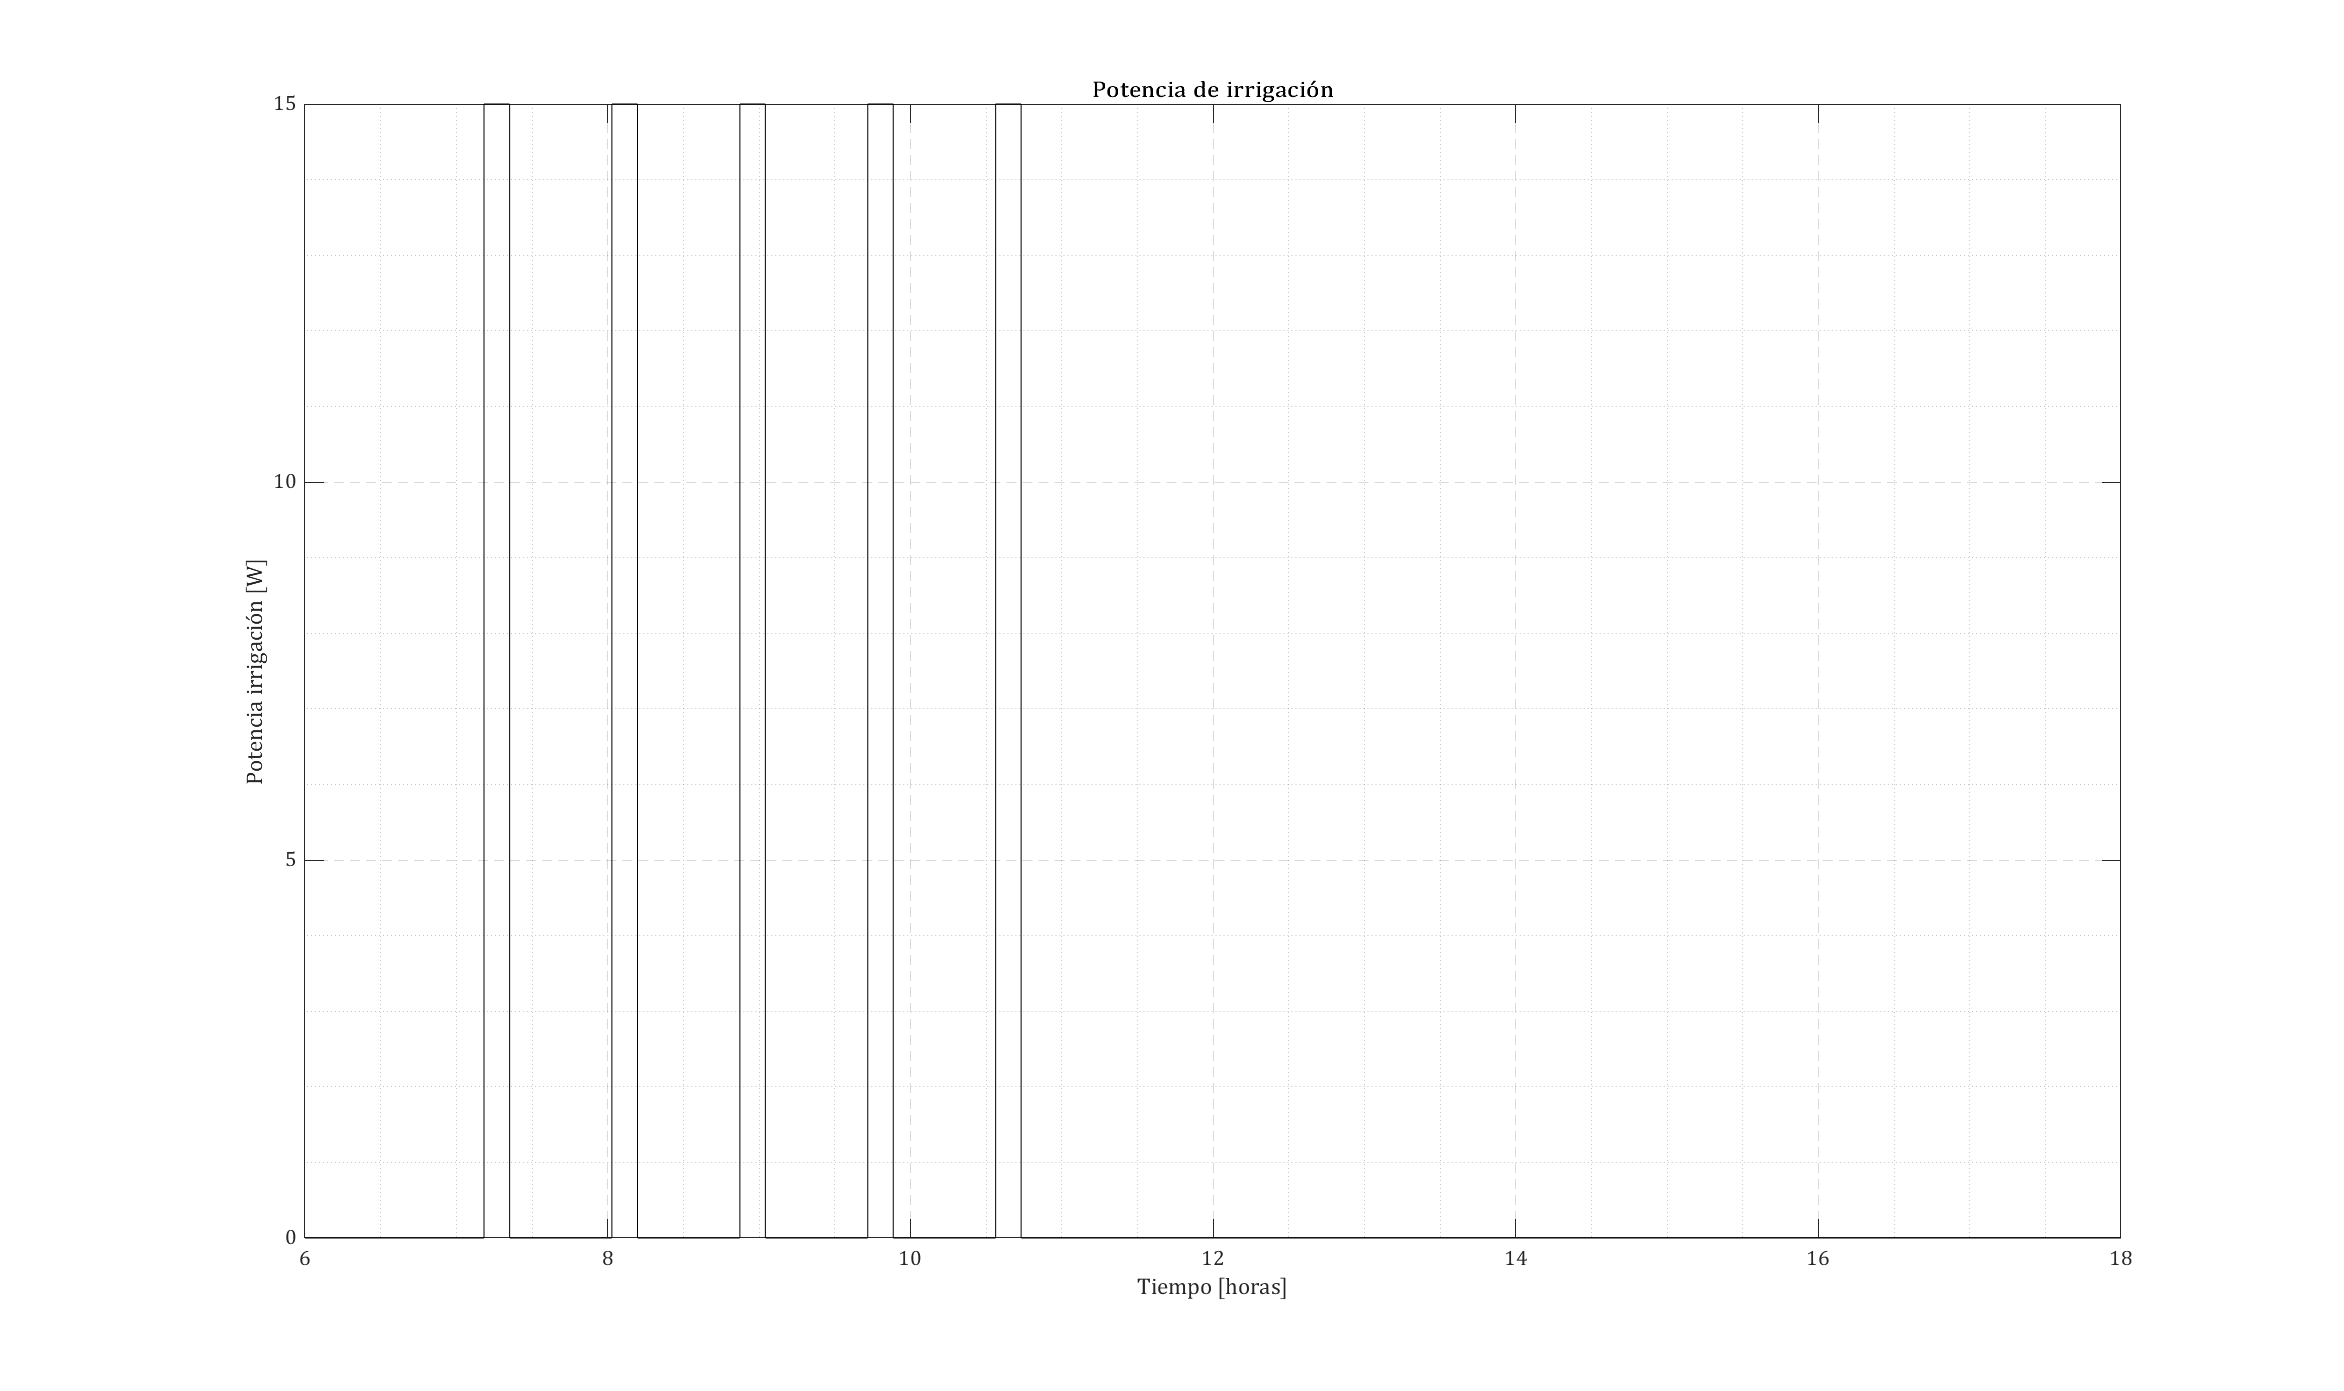 Potencia de irrigación
15
10
5
0
Potencia irrigación [W]
6 8 10 12 14 16 18
Tiempo [horas]